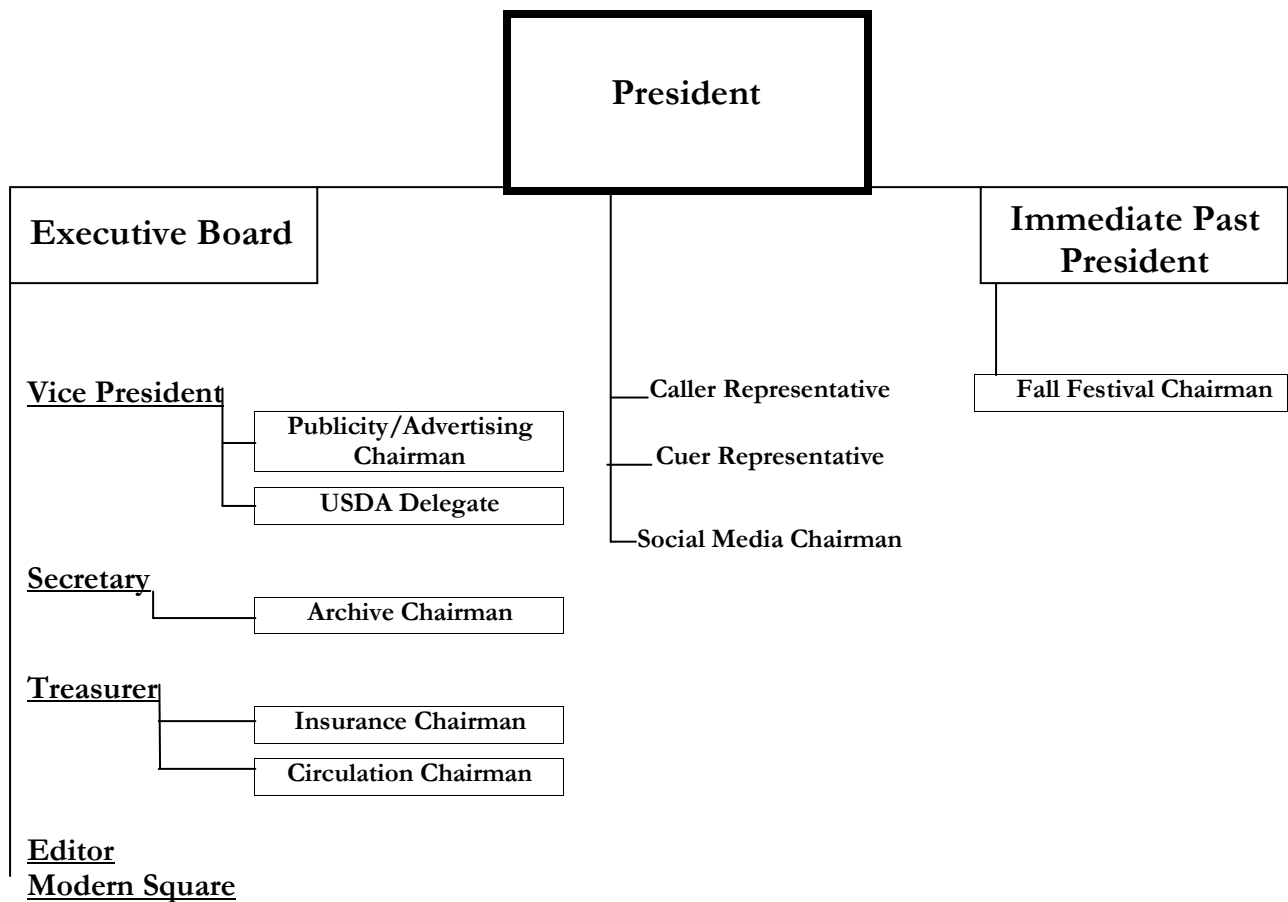 President
Executive Board
Immediate Past
President
Vice President
Publicity/Advertising
Chairman
USDA Delegate
Secretary
Archive Chairman
Treasurer
Insurance Chairman
Circulation Chairman
Editor
Modern Square
Caller Representative
Cuer Representative
Social Media Chairman
Fall Festival Chairman